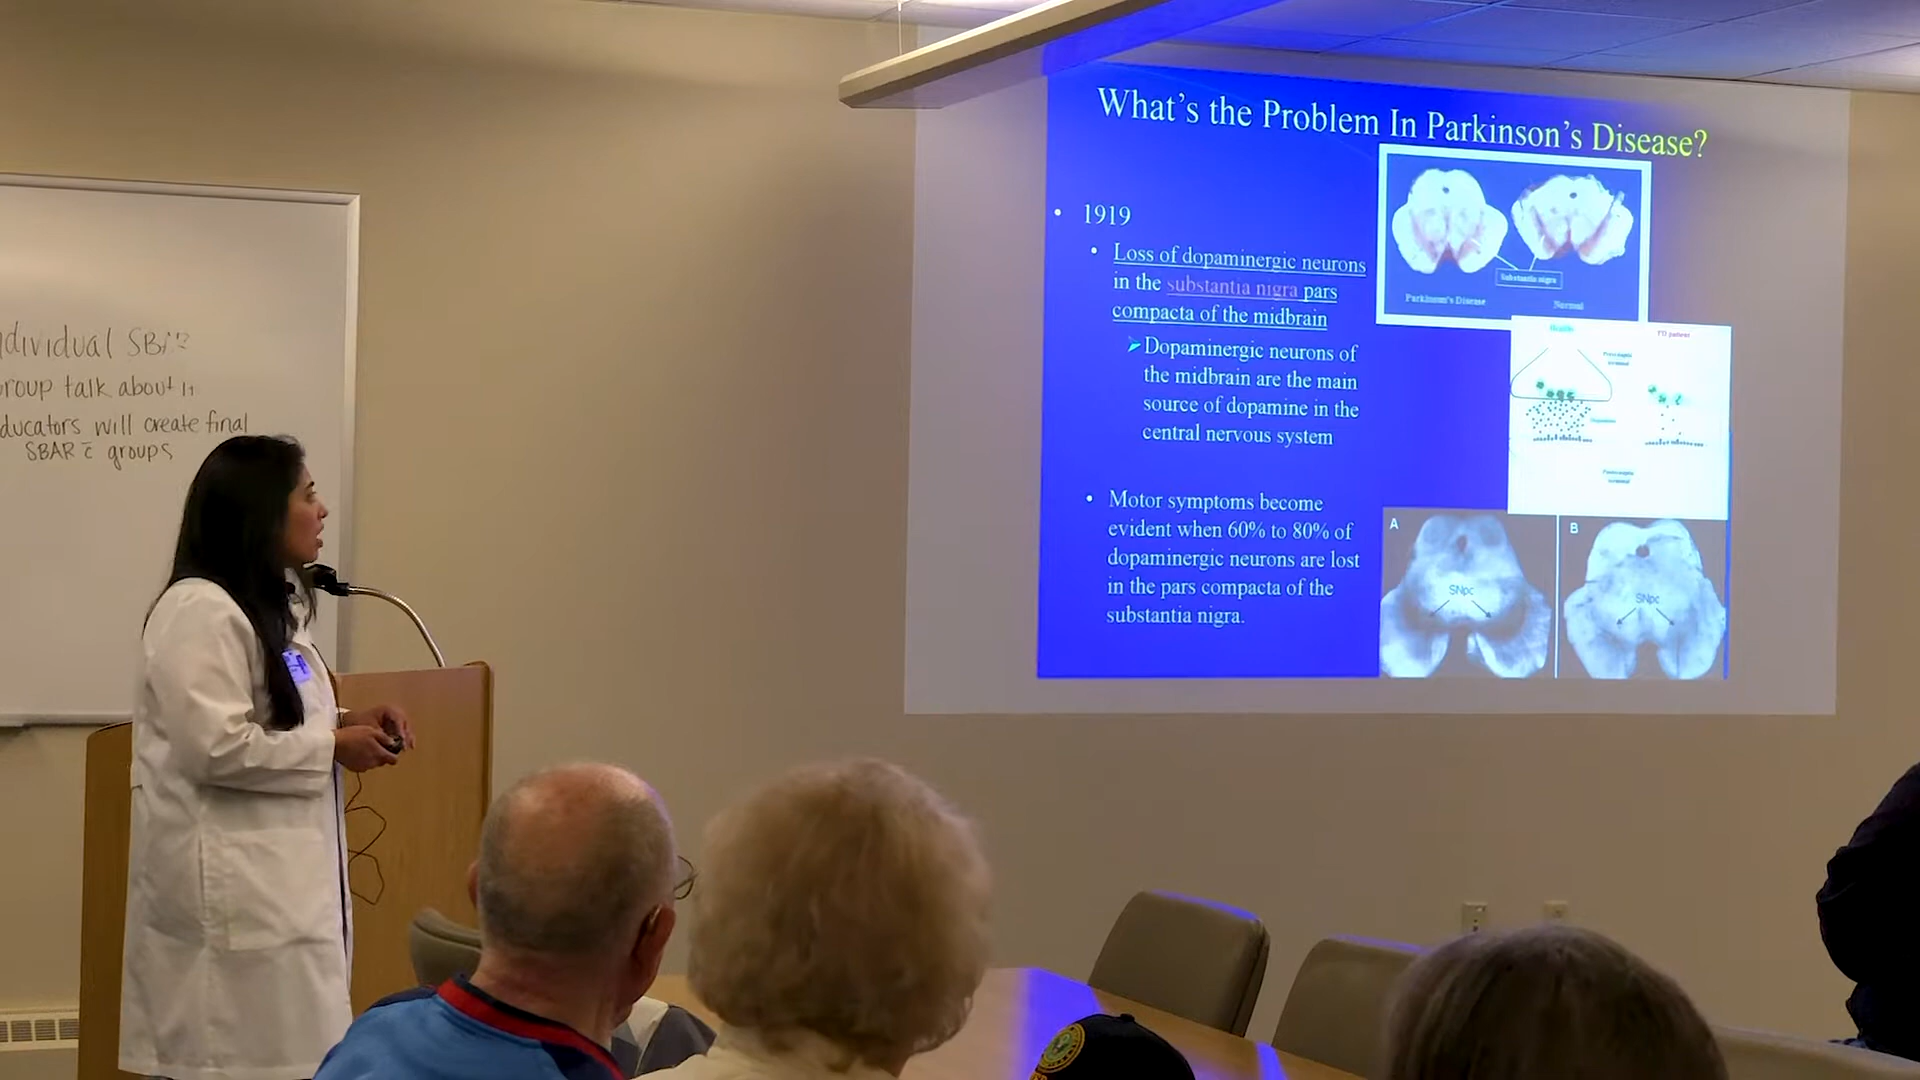 ndividual SBAR
roup talk about it
ducators will create final
SBAR c̄ groups
What's the Problem In Parkinson's Disease?
• 1919
• Loss of dopaminergic neurons
in the substantia nigra pars
compacta of the midbrain
➢ Dopaminergic neurons of
the midbrain are the main
source of dopamine in the
central nervous system
• Motor symptoms become
evident when 60% to 80% of
dopaminergic neurons are lost
in the pars compacta of the
substantia nigra.
Substantia nigra
Parkinson's Disease
Normal
Healthy
PD patient
A
SNpc
B
SNpc